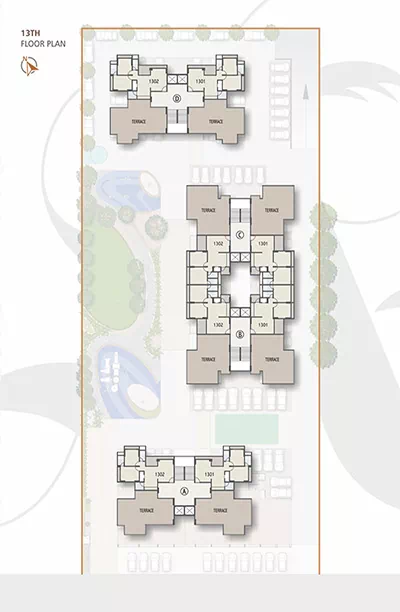 13TH
FLOOR PLAN
N
1302 1301
D
TERRACE TERRACE
TERRACE TERRACE
C
1302 1301
1302 1301
B
TERRACE TERRACE
1302 1301
A
TERRACE TERRACE